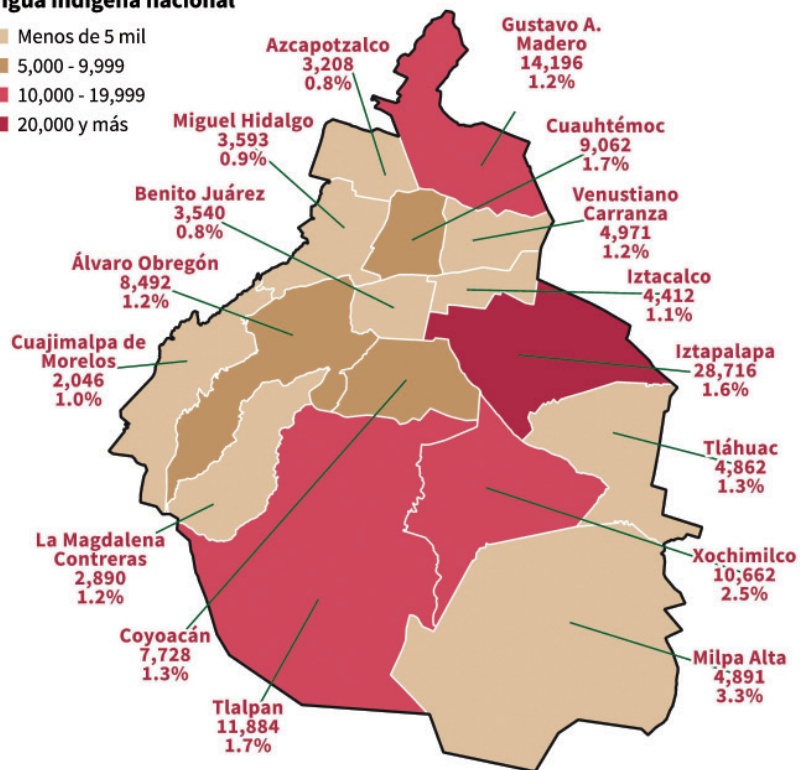 lengua indígena nacional
Menos de 5 mil
5,000 - 9,999
10,000 - 19,999
20,000 y más
Azcapotzalco
3,208
0.8%
Gustavo A.
Madero
14,196
1.2%
Miguel Hidalgo
3,593
0.9%
Cuauhtémoc
9,062
1.7%
Benito Juárez
3,540
0.8%
Venustiano
Carranza
4,971
1.2%
Álvaro Obregón
8,492
1.2%
Iztacalco
4,412
1.1%
Cuajimalpa de
Morelos
2,046
1.0%
Iztapalapa
28,716
1.6%
Tláhuac
4,862
1.3%
La Magdalena
Contreras
2,890
1.2%
Xochimilco
10,662
2.5%
Coyoacán
7,728
1.3%
Milpa Alta
4,891
3.3%
Tlalpan
11,884
1.7%